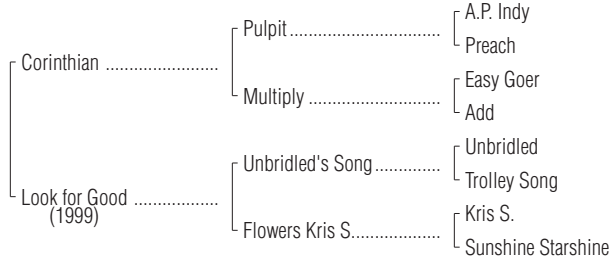 A.P. Indy
Pulpit
Preach
Corinthian
Easy Goer
Multiply
Add
Unbridled
Unbridled's Song
Trolley Song
Look for Good
(1999)
Kris S.
Flowers Kris S.
Sunshine Starshine